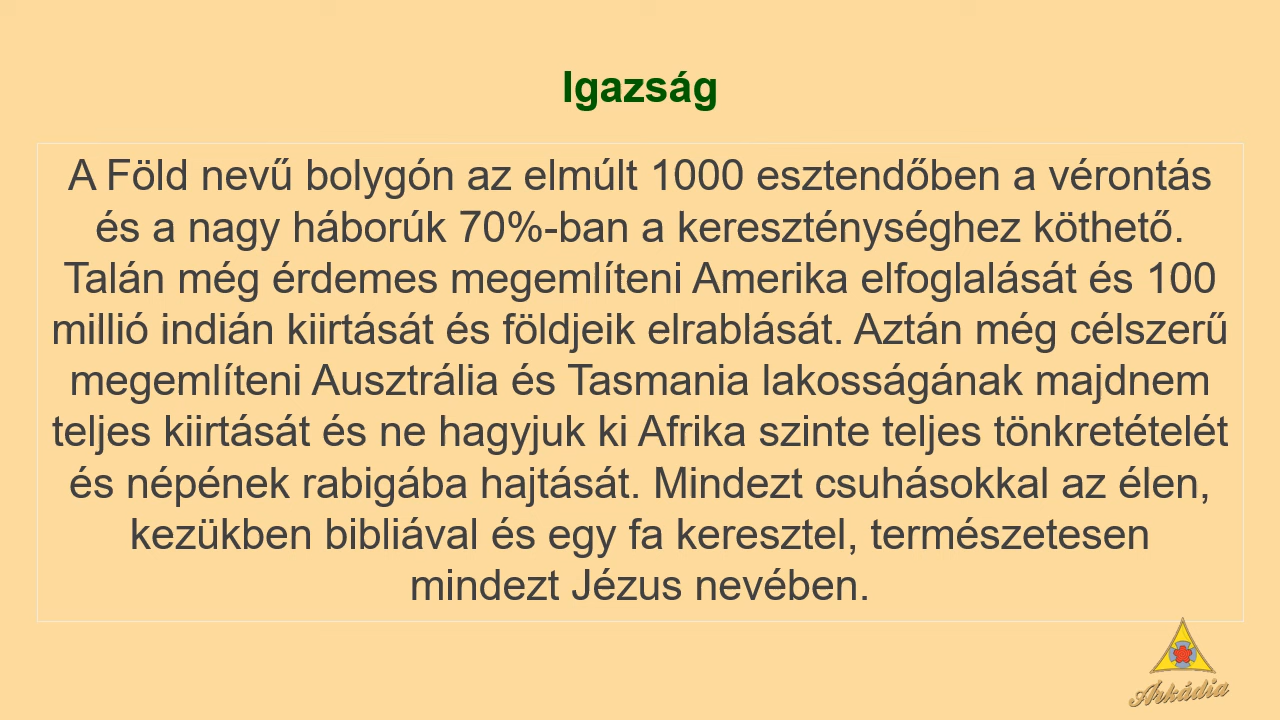 Igazság
A Föld nevű bolygón az elmúlt 1000 esztendőben a vérontás
és a nagy háborúk 70%-ban a kereszténységhez köthető.
Talán még érdemes megemlíteni Amerika elfoglalását és 100
millió indián kiirtását és földjeik elrablását. Aztán még célszerű
megemlíteni Ausztrália és Tasmania lakosságának majdnem
teljes kiirtását és ne hagyjuk ki Afrika szinte teljes tönkretételét
és népének rabigába hajtását. Mindezt csuhásokkal az élen,
kezükben bibliával és egy fa keresztel, természetesen
mindezt Jézus nevében.
Arkádia